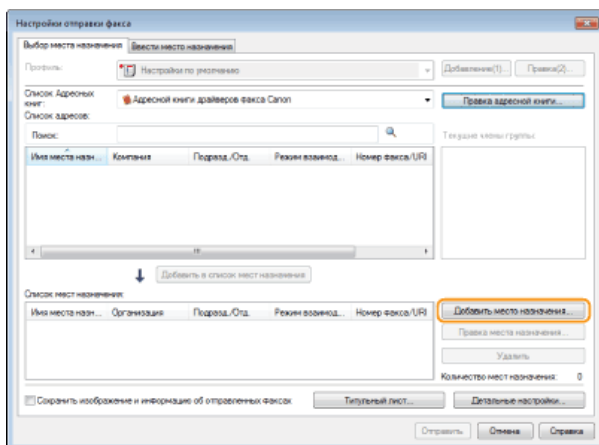 Настройки отправки факса
Выбор места назначения Ввести место назначения
Профиль: Настройки по умолчанию Добавление(1)... Правка(2)...
Список Адресных книг: Адресной книги драйверов факса Canon Правка адресной книги...
Список адресов:
Поиск: Текущие члены группы:
Имя места назн... Компания Подразд./Отд. Режим взаимод... Номер факса/URI
Добавить в список мест назначения
Список мест назначения:
Имя места назн... Организация Подразд./Отд. Режим взаимод... Номер факса/URI
Добавить место назначения...
Правка места назначения...
Удалить
Количество мест назначения: 0
Сохранить изображение и информацию об отправленных факсах Титульный лист... Детальные настройки...
Отправить Отмена Справка